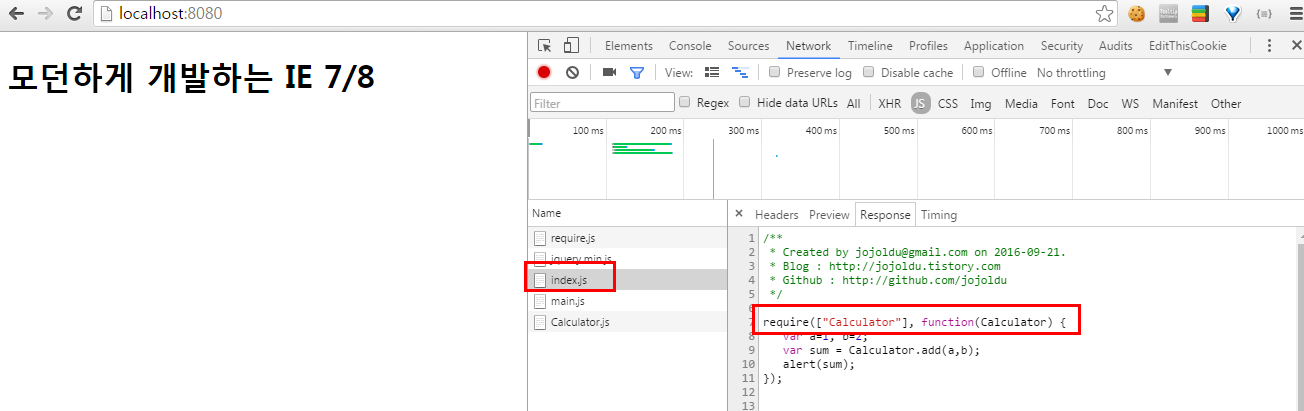 localhost:8080
모던하게 개발하는 IE 7/8
Elements Console Sources Network Timeline Profiles Application Security Audits EditThisCookie
View: Preserve log Disable cache Offline No throttling
Filter Regex Hide data URLs All XHR JS CSS Img Media Font Doc WS Manifest Other
100 ms 200 ms 300 ms 400 ms 500 ms 600 ms 700 ms 800 ms 900 ms 1000 ms
Name
require.js
jquery.min.js
index.js
main.js
Calculator.js
Headers Preview Response Timing
1 /**
2 * Created by jojoldu@gmail.com on 2016-09-21.
3 * Blog : http://jojoldu.tistory.com
4 * Github : http://github.com/jojoldu
5 */
6
7 require(["Calculator"], function(Calculator) {
8 var a=1, b=2;
9 var sum = Calculator.add(a,b);
10 alert(sum);
11 });
12
13